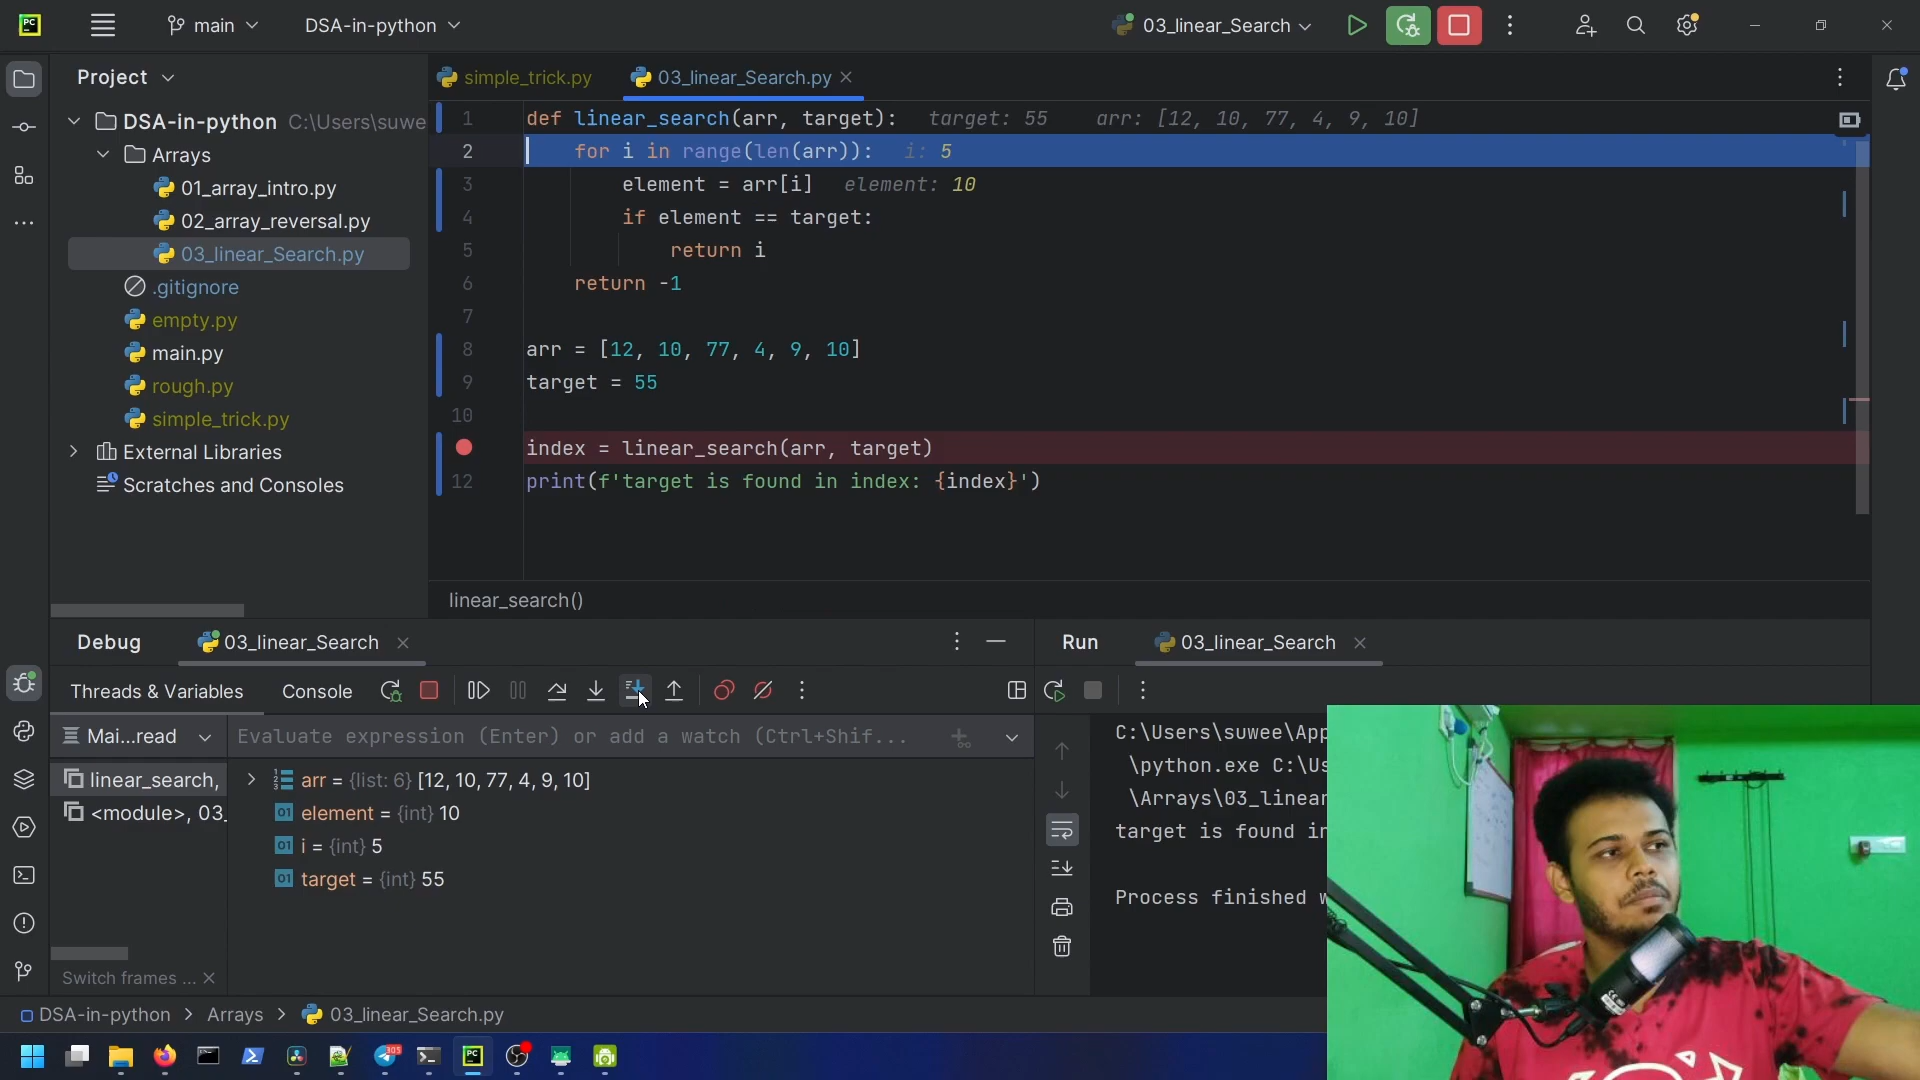 PC
main
DSA-in-python
03_linear_Search
Project
simple_trick.py
03_linear_Search.py
DSA-in-python C:\Users\suwe
Arrays
01_array_intro.py
02_array_reversal.py
03_linear_Search.py
.gitignore
empty.py
main.py
rough.py
simple_trick.py
External Libraries
Scratches and Consoles
1 def linear_search(arr, target): target: 55 arr: [12, 10, 77, 4, 9, 10]
2 for i in range(len(arr)): i: 5
3 element = arr[i] element: 10
4 if element == target:
5 return i
6 return -1
7
8 arr = [12, 10, 77, 4, 9, 10]
9 target = 55
10
index = linear_search(arr, target)
12 print(f'target is found in index: {index}')
linear_search()
Debug
03_linear_Search
Threads & Variables
Console
Mai...read
Evaluate expression (Enter) or add a watch (Ctrl+Shif...
linear_search,
<module>, 03_
arr = {list: 6} [12, 10, 77, 4, 9, 10]
element = {int} 10
i = {int} 5
target = {int} 55
Switch frames ...
Run
03_linear_Search
C:\Users\suwee\App
\python.exe C:\Us
\Arrays\03_linear
target is found in
Process finished w
DSA-in-python > Arrays > 03_linear_Search.py
305
PC